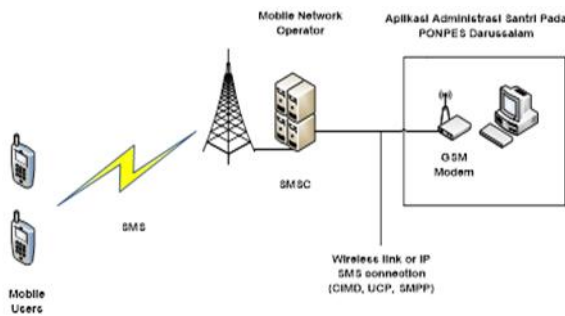 Mobile Network
Operator
Aplikasi Administrasi Santri Pada
PONPES Darussalam
GSM
Modem
SMSC
SMS
Wireless link or IP
SMS connection
(CIMD, UCP, SMPP)
Mobile
Users